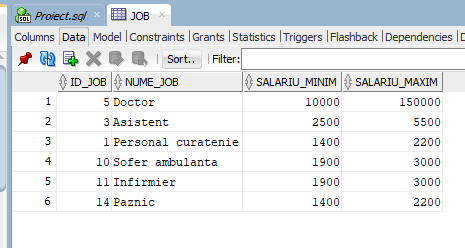 Project.sql JOB
Columns Data Model Constraints Grants Statistics Triggers Flashback Dependencies
Sort.. Filter:
ID_JOB NUME_JOB SALARIU_MINIM SALARIU_MAXIM
1 5 Doctor 10000 150000
2 3 Asistent 2500 5500
3 1 Personal curatenie 1400 2200
4 10 Sofer ambulanta 1900 3000
5 11 Infirmier 1900 3000
6 14 Paznic 1400 2200